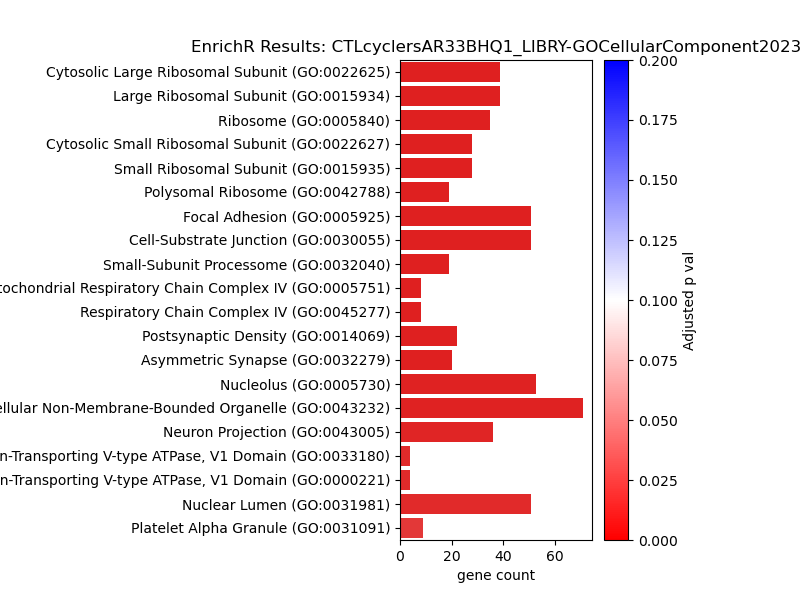 EnrichR Results: CTLcyclersAR33BHQ1_LIBRY-GOCellularComponent2023
Cytosolic Large Ribosomal Subunit (GO:0022625)
Large Ribosomal Subunit (GO:0015934)
Ribosome (GO:0005840)
Cytosolic Small Ribosomal Subunit (GO:0022627)
Small Ribosomal Subunit (GO:0015935)
Polysomal Ribosome (GO:0042788)
Focal Adhesion (GO:0005925)
Cell-Substrate Junction (GO:0030055)
Small-Subunit Processome (GO:0032040)
tochondrial Respiratory Chain Complex IV (GO:0005751)
Respiratory Chain Complex IV (GO:0045277)
Postsynaptic Density (GO:0014069)
Asymmetric Synapse (GO:0032279)
Nucleolus (GO:0005730)
ellular Non-Membrane-Bounded Organelle (GO:0043232)
Neuron Projection (GO:0043005)
n-Transporting V-type ATPase, V1 Domain (GO:0033180)
n-Transporting V-type ATPase, V1 Domain (GO:0000221)
Nuclear Lumen (GO:0031981)
Platelet Alpha Granule (GO:0031091)
0 20 40 60
gene count
0.200
0.175
0.150
0.125
0.100
0.075
0.050
0.025
0.000
Adjusted p val